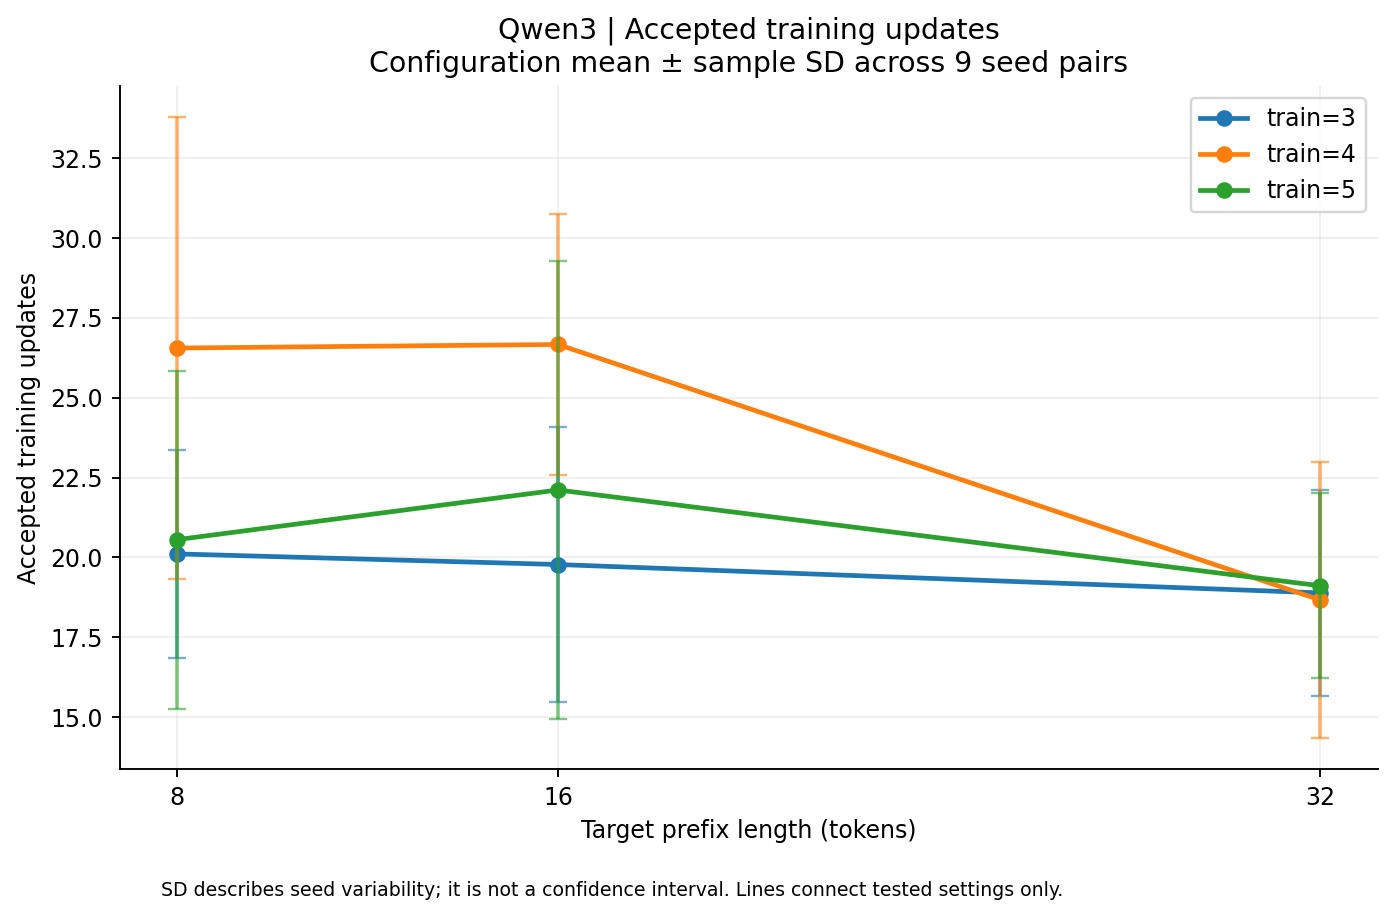 Qwen3 | Accepted training updates
Configuration mean ± sample SD across 9 seed pairs
train=3
train=4
train=5
Accepted training updates
32.5
30.0
27.5
25.0
22.5
20.0
17.5
15.0
8
16
32
Target prefix length (tokens)
SD describes seed variability; it is not a confidence interval. Lines connect tested settings only.